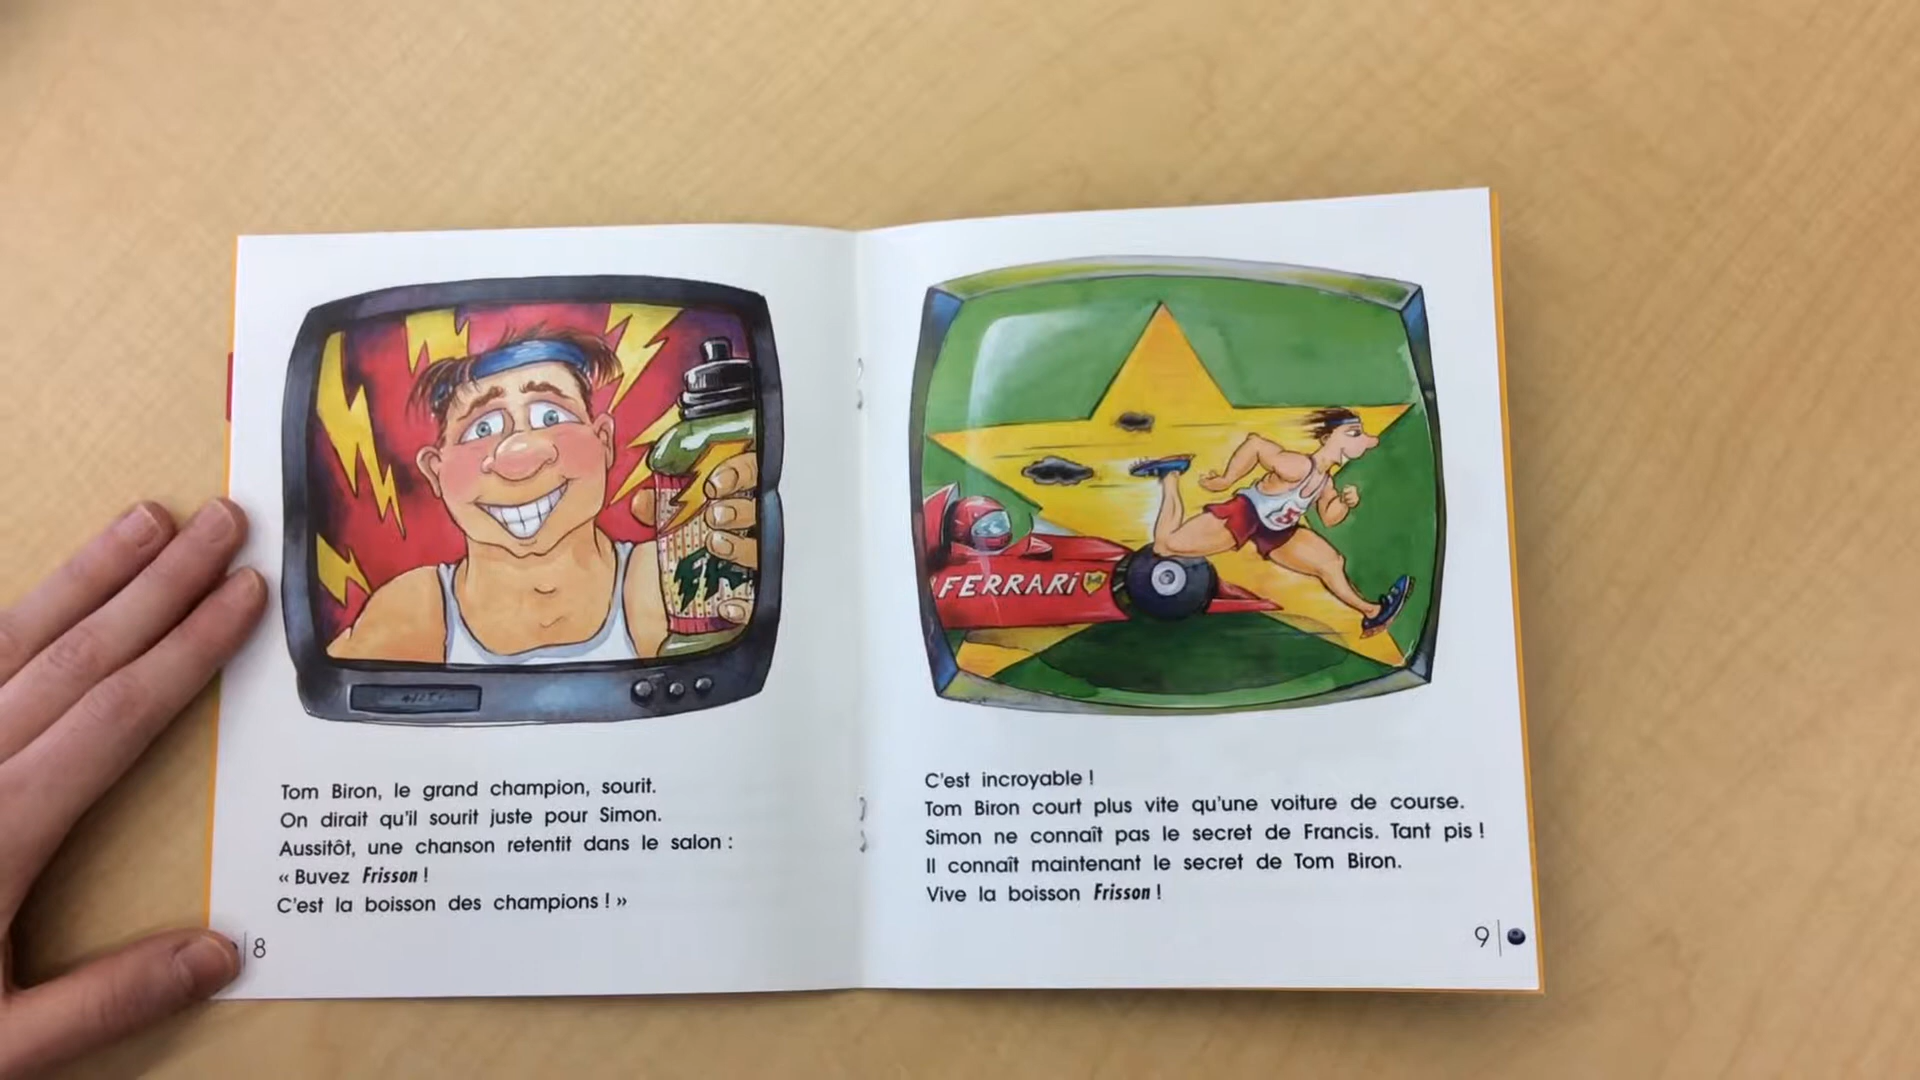 FR
Tom Biron, le grand champion, sourit.
On dirait qu'il sourit juste pour Simon.
Aussitôt, une chanson retentit dans le salon :
« Buvez Frisson !
C'est la boisson des champions ! »
8
FERRARi
5
C'est incroyable !
Tom Biron court plus vite qu'une voiture de course.
Simon ne connaît pas le secret de Francis. Tant pis !
Il connaît maintenant le secret de Tom Biron.
Vive la boisson Frisson !
9